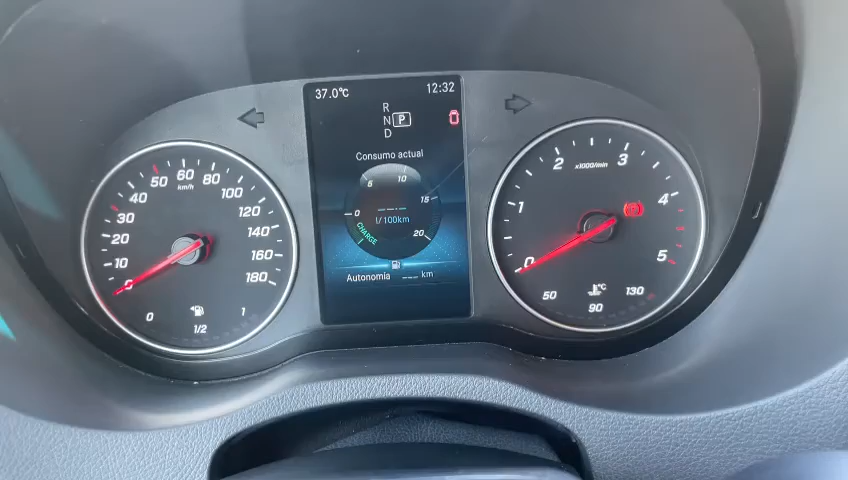 37.0°C 12:32
R
N P
D
Consumo actual
0 5 10 15 20
-.-
l/100km
CHARGE
Autonomía --- km
0 10 20 30 40 50 60 80 100 120 140 160 180
km/h
0 1/2 1
0 1 2 3 4 5
x1000/min
°C
50 90 130